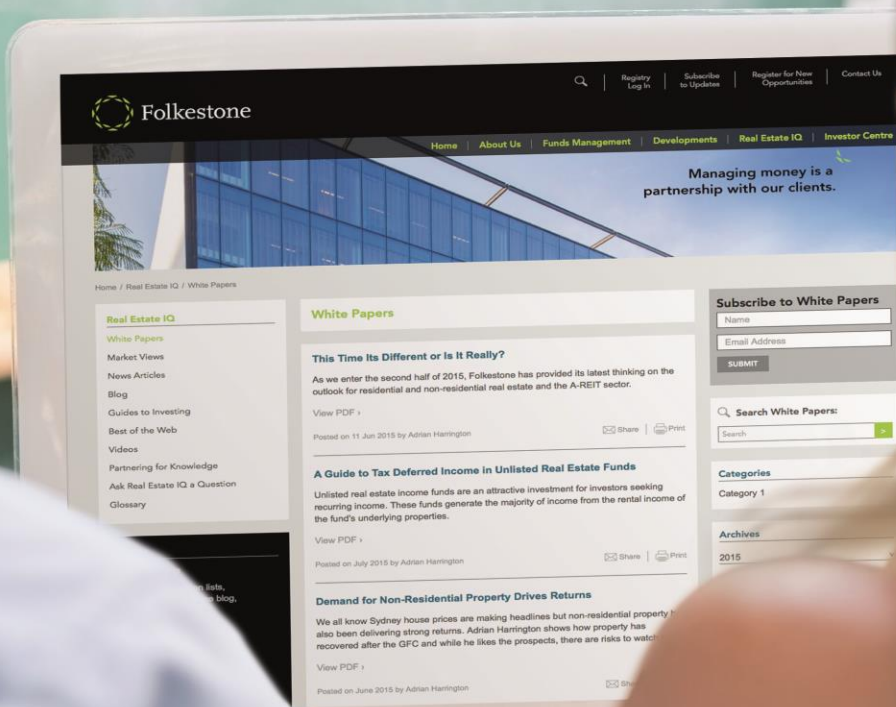 Registry
Log In
Subscribe
to Updates
Register for New
Opportunities
Contact Us
Folkestone
Home | About Us | Funds Management | Developments | Real Estate IQ | Investor Centre
Managing money is a
partnership with our clients.
Home / Real Estate IQ / White Papers
Real Estate IQ
White Papers
Market Views
News Articles
Blog
Guides to Investing
Best of the Web
Videos
Partnering for Knowledge
Ask Real Estate IQ a Question
Glossary
lists,
blog,
White Papers
This Time Its Different or Is It Really?
As we enter the second half of 2015, Folkestone has provided its latest thinking on the
outlook for residential and non-residential real estate and the A-REIT sector.
View PDF ›
Posted on 11 Jun 2015 by Adrian Harrington
Share | Print
A Guide to Tax Deferred Income in Unlisted Real Estate Funds
Unlisted real estate income funds are an attractive investment for investors seeking
recurring income. These funds generate the majority of income from the rental income of
the fund's underlying properties.
View PDF ›
Posted on July 2015 by Adrian Harrington
Share | Print
Demand for Non-Residential Property Drives Returns
We all know Sydney house prices are making headlines but non-residential property
also been delivering strong returns. Adrian Harrington shows how property has
recovered after the GFC and while he likes the prospects, there are risks to watch
View PDF ›
Posted on June 2015 by Adrian Harrington
Subscribe to White Papers
Name
Email Address
SUBMIT
Search White Papers:
Search
>
Categories
Category 1
Archives
2015